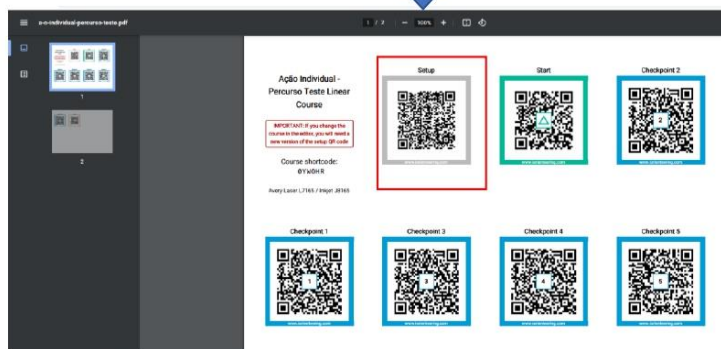 a-o-individual-percurso-teste.pdf
1 / 2 − 100% +
1
2
Ação Individual -
Percurso Teste Linear
Course
IMPORTANT: If you change the
course in the editor, you will need a
new version of the setup QR code
Course shortcode:
Avery Laser L7165 / Inkjet J8165
Setup
Start
Checkpoint 2
2
Checkpoint 1
Checkpoint 3
Checkpoint 4
Checkpoint 5
1
3
4
5